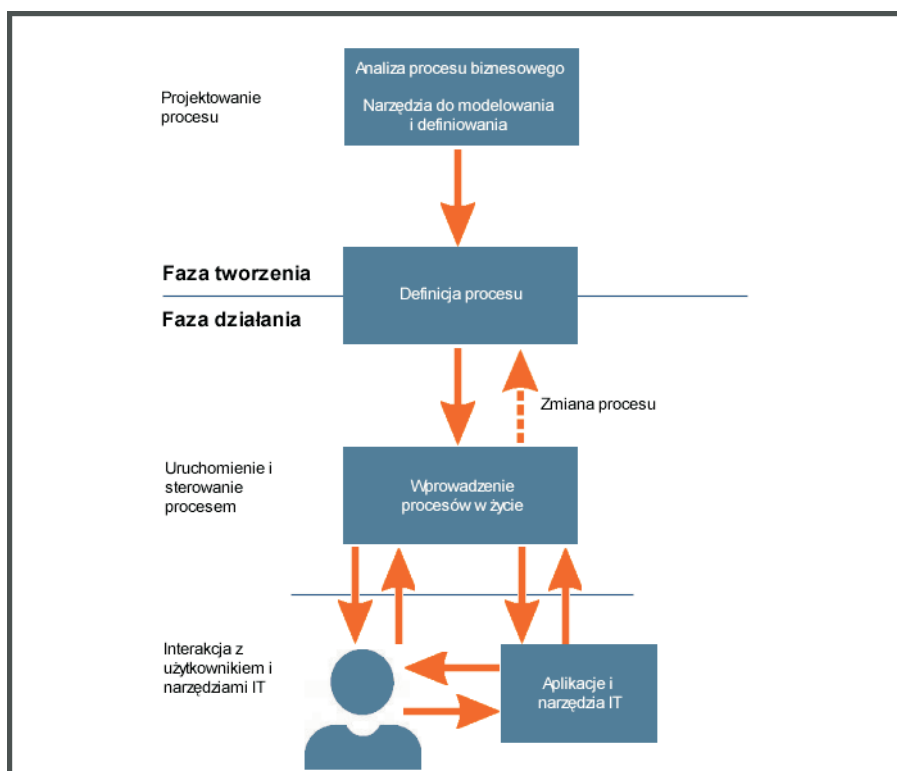 Analiza procesu biznesowego
Narzędzia do modelowania
i definiowania
Projektowanie
procesu
Faza tworzenia
Definicja procesu
Faza działania
Zmiana procesu
Uruchomienie i
sterowanie
procesem
Wprowadzenie
procesów w życie
Interakcja z
użytkownikiem i
narzędziami IT
Aplikacje i
narzędzia IT